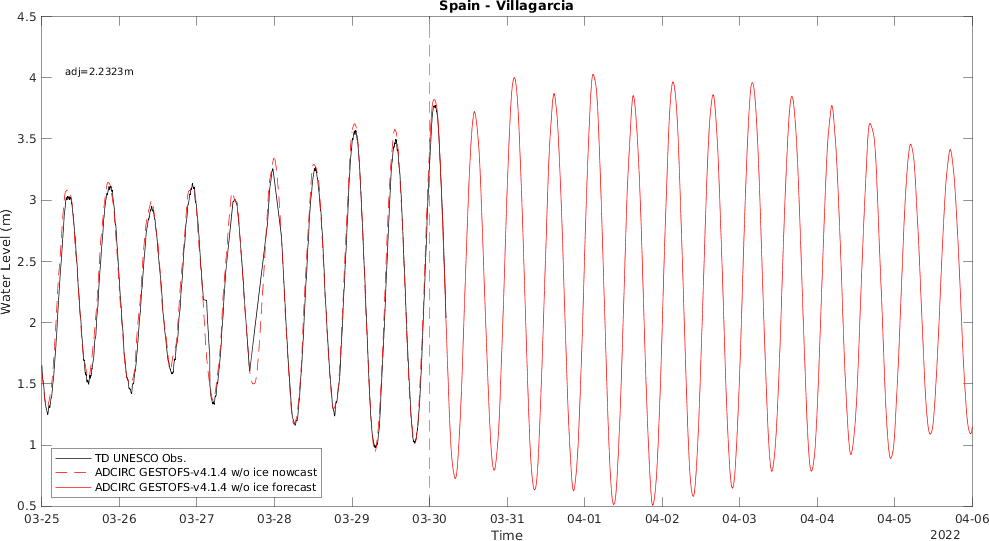 Spain - Villagarcia
4.5
4
3.5
3
2.5
2
1.5
1
0.5
Water Level (m)
adj=2.2323m
TD UNESCO Obs.
ADCIRC GESTOFS-v4.1.4 w/o ice nowcast
ADCIRC GESTOFS-v4.1.4 w/o ice forecast
03-25 03-26 03-27 03-28 03-29 03-30 03-31 04-01 04-02 04-03 04-04 04-05 04-06
Time
2022